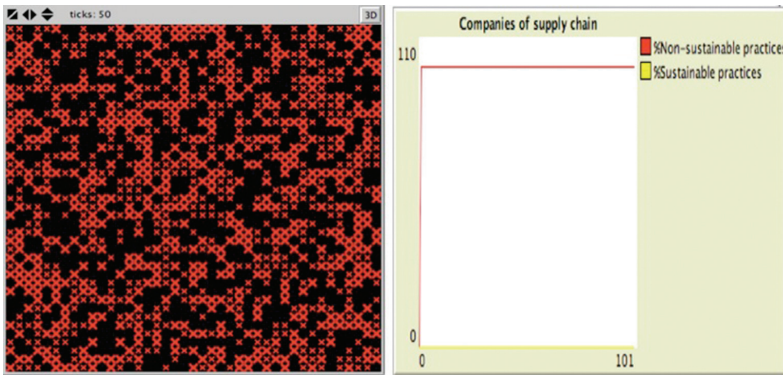 ticks: 50
3D
Companies of supply chain
110
0
0
101
%Non-sustainable practices
%Sustainable practices